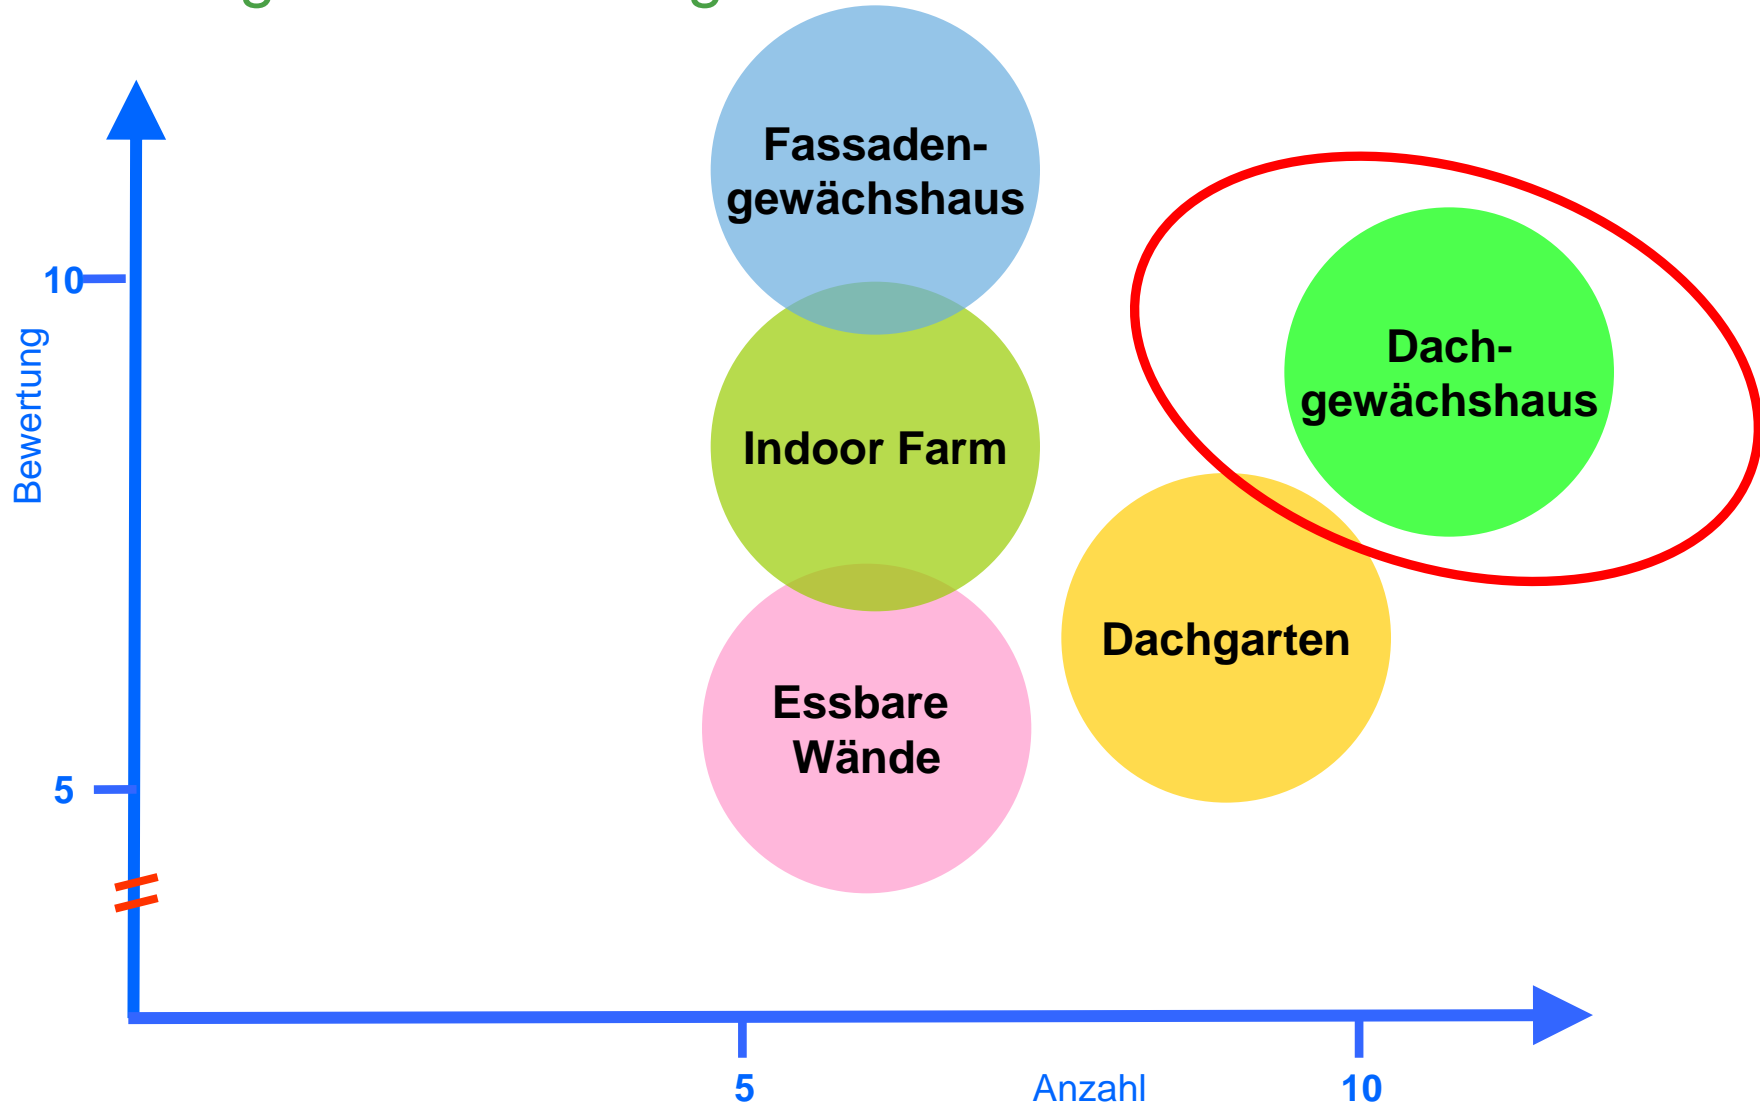 Fassaden-
gewächshaus
10
Bewertung
Dach-
gewächshaus
Indoor Farm
Dachgarten
Essbare
Wände
5
5
Anzahl
10